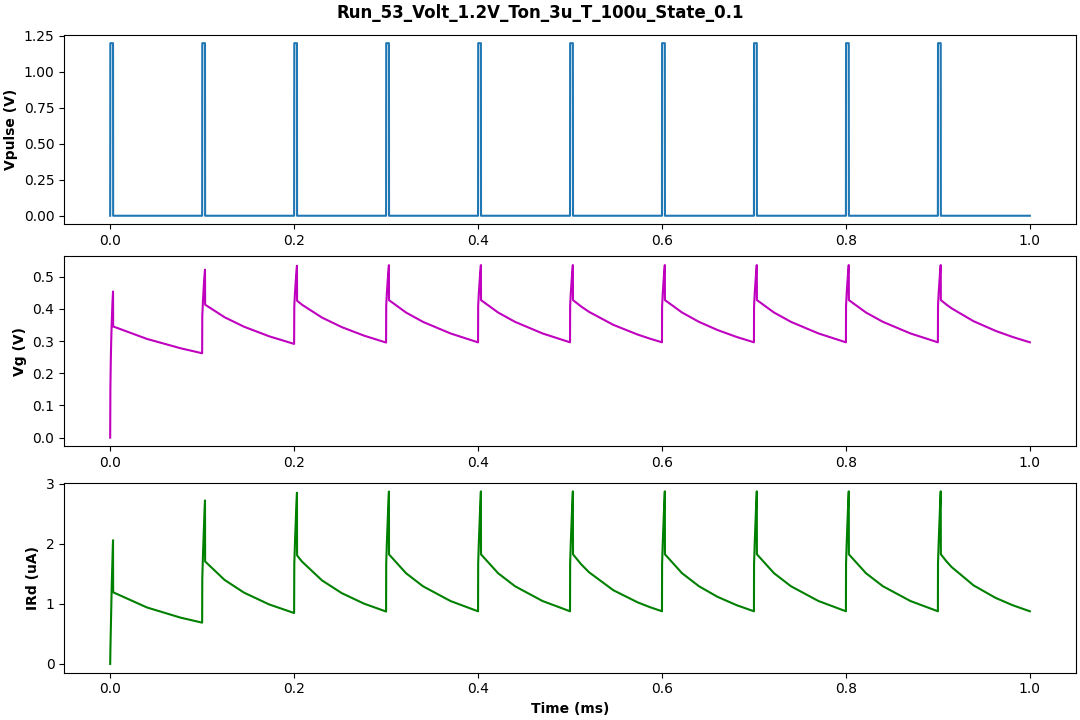 Run_53_Volt_1.2V_Ton_3u_T_100u_State_0.1
Vpulse (V)
1.25
1.00
0.75
0.50
0.25
0.00
0.0 0.2 0.4 0.6 0.8 1.0
Vg (V)
0.5
0.4
0.3
0.2
0.1
0.0
0.0 0.2 0.4 0.6 0.8 1.0
IRd (uA)
3
2
1
0
0.0 0.2 0.4 0.6 0.8 1.0
Time (ms)